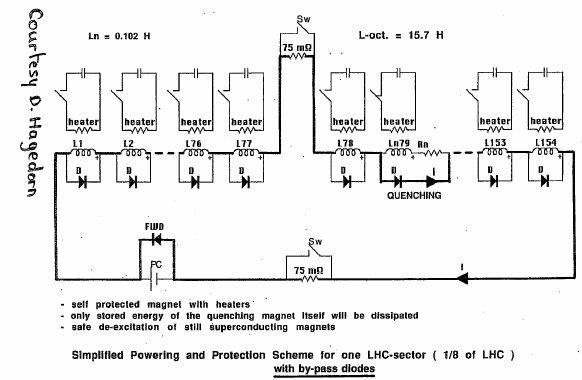 Courtesy D. Hagedorn
Sw
Ln = 0.102 H
75 mΩ
L-oct. = 15.7 H
heater heater heater heater heater heater heater heater
L1 L2 L76 L77 L78 Ln79 Rn L153 L154
+ + + + + + + +
D D D D D D I D D
QUENCHING
FWD
Sw
PC
75 mΩ
I
- self protected magnet with heaters
- only stored energy of the quenching magnet itself will be dissipated
- safe de-excitation of still superconducting magnets
Simplified Powering and Protection Scheme for one LHC-sector ( 1/8 of LHC )
with by-pass diodes